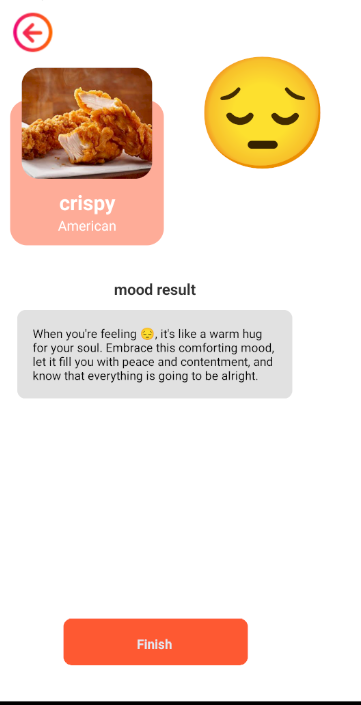 crispy
American
mood result
When you're feeling 😔, it's like a warm hug
for your soul. Embrace this comforting mood,
let it fill you with peace and contentment, and
know that everything is going to be alright.
Finish